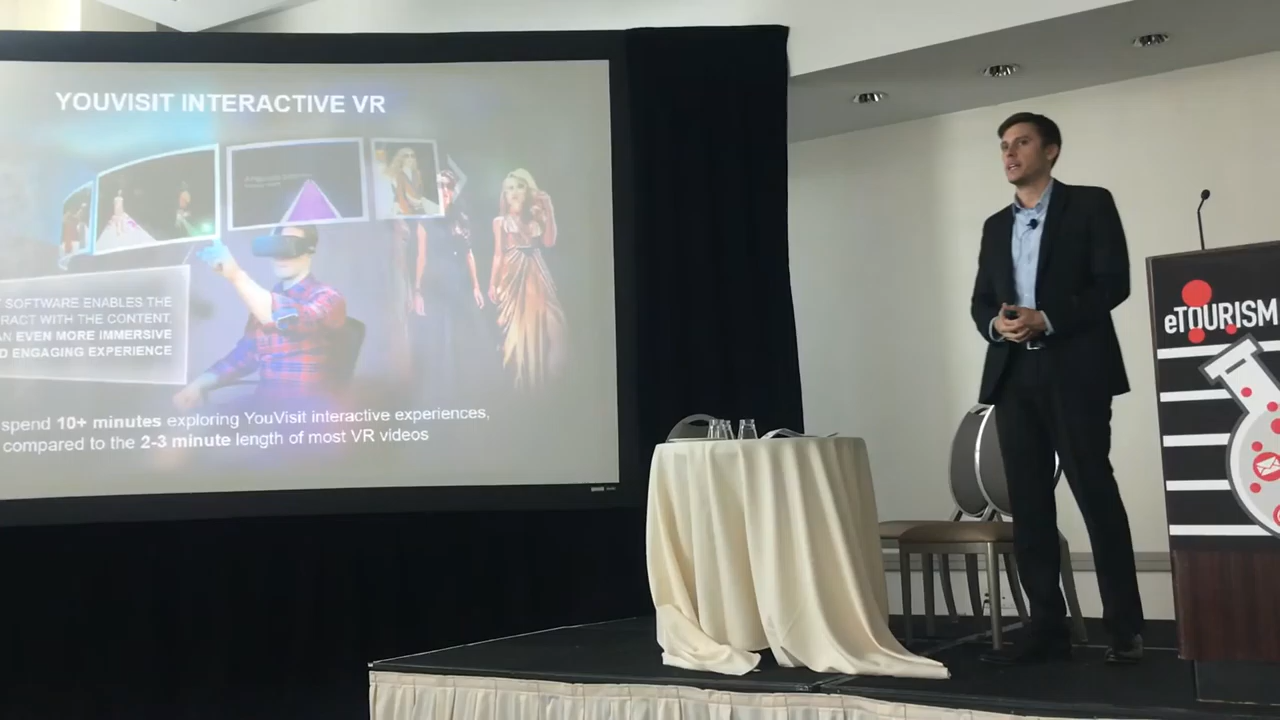 YOUVISIT INTERACTIVE VR
SOFTWARE ENABLES THE
RACT WITH THE CONTENT.
AN EVEN MORE IMMERSIVE
D ENGAGING EXPERIENCE
spend 10+ minutes exploring YouVisit interactive experiences,
compared to the 2-3 minute length of most VR videos
eTOURISM